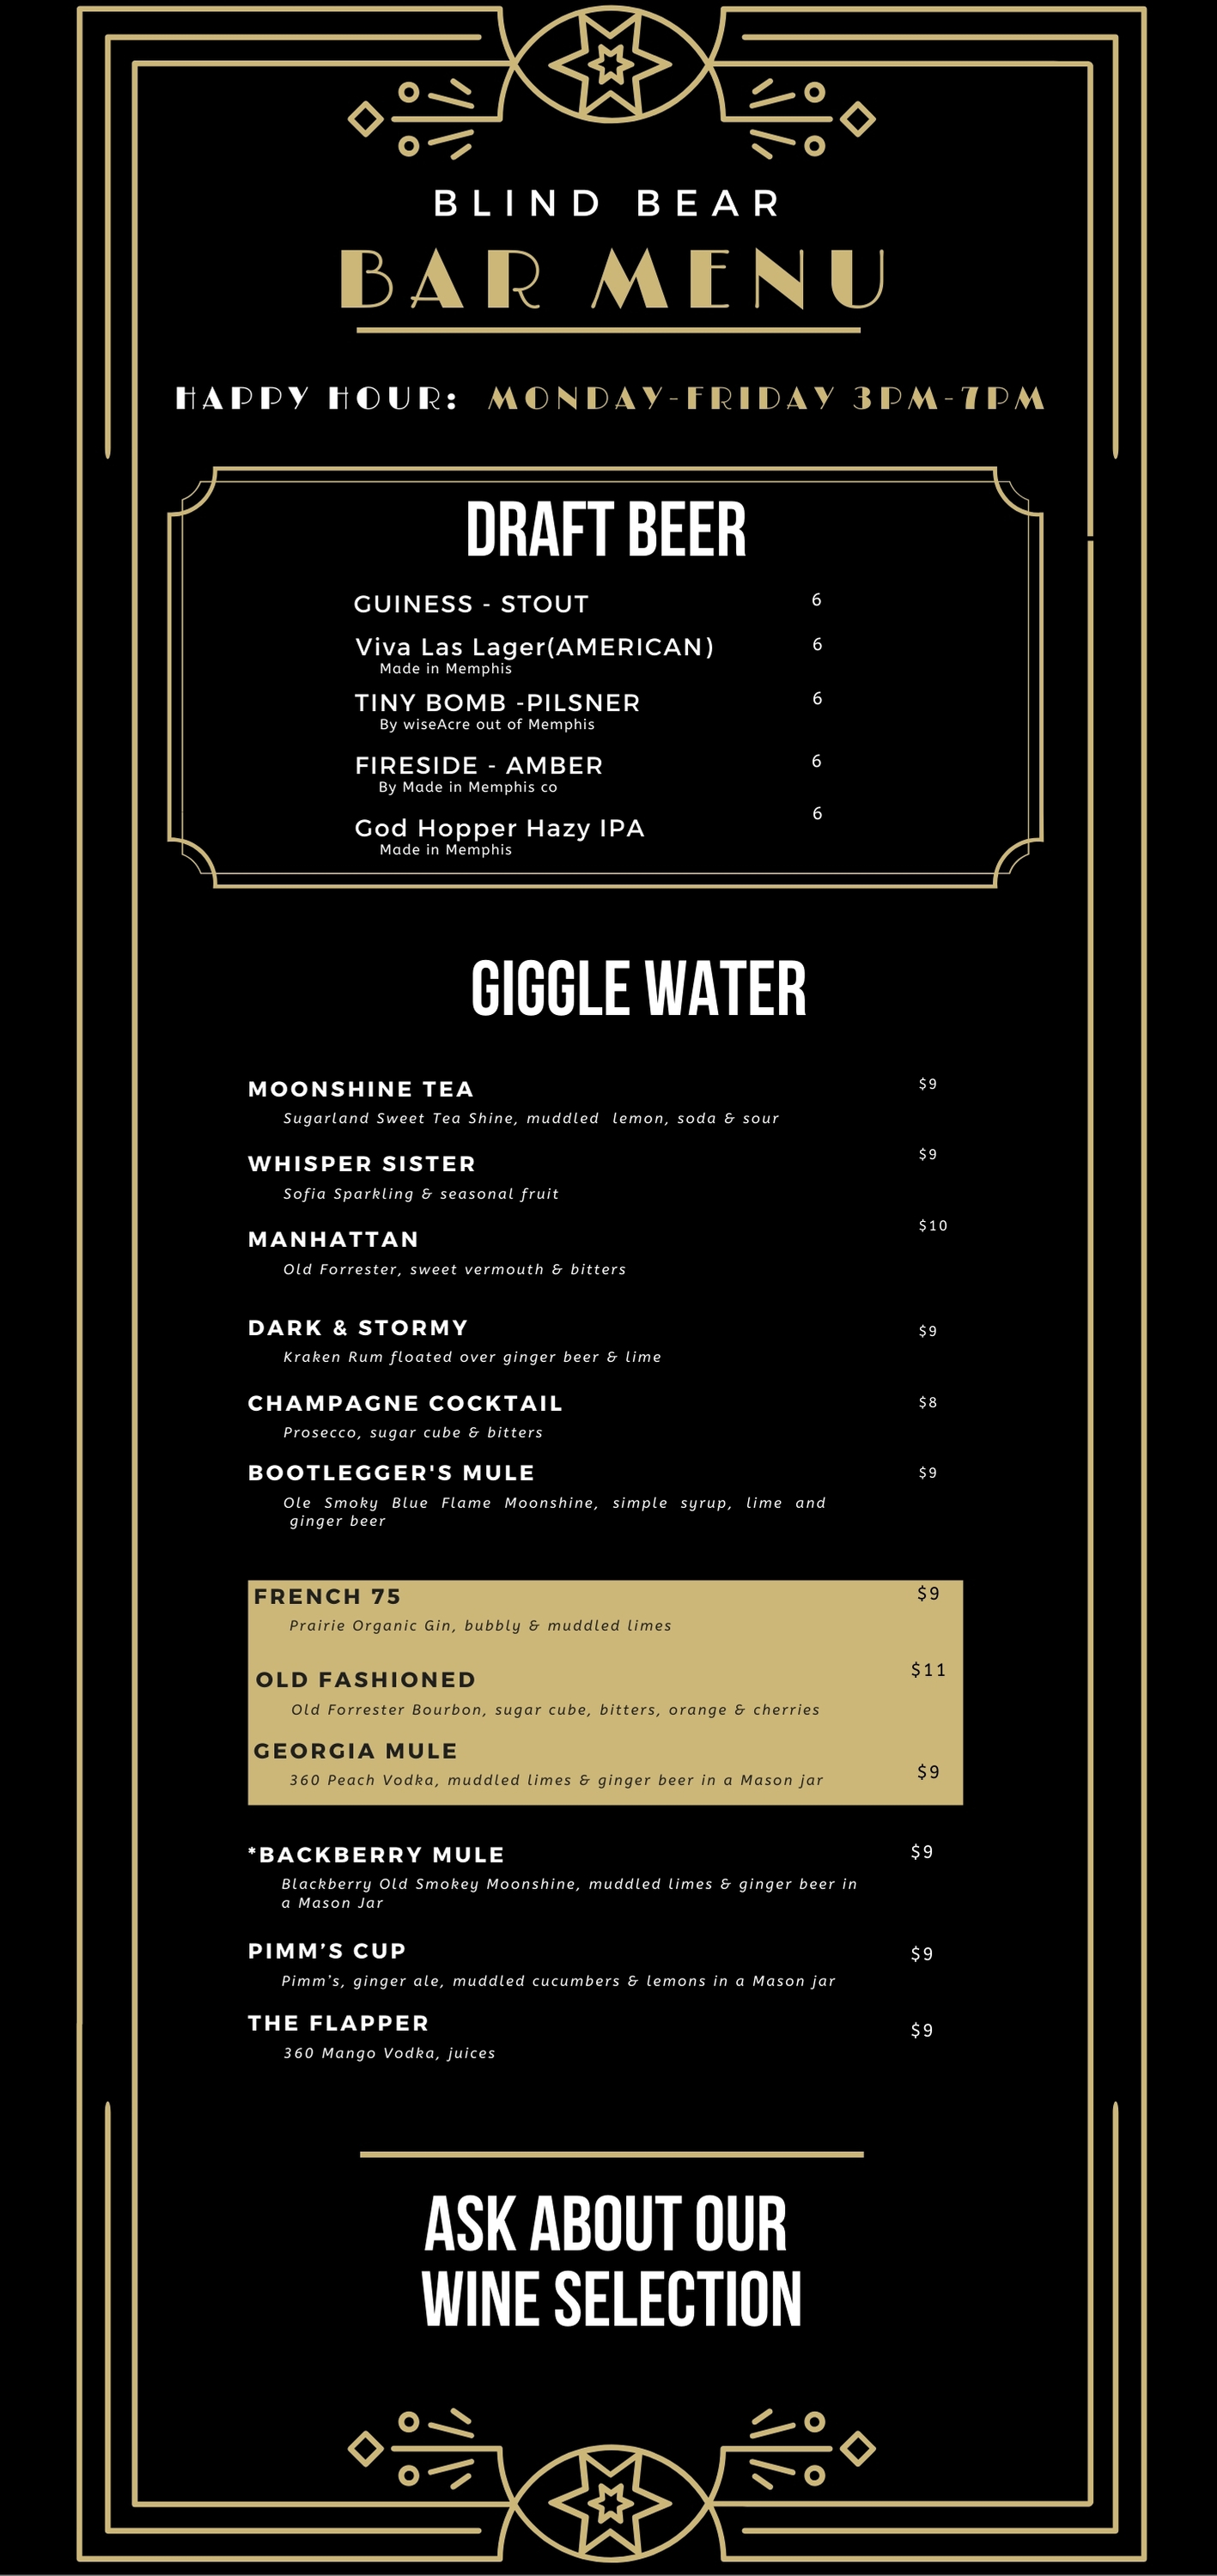 BLIND BEAR
BAR MENU
HAPPY HOUR: MONDAY-FRIDAY 3PM-7PM
DRAFT BEER
GUINESS - STOUT 6
Viva Las Lager(AMERICAN) 6
Made in Memphis
TINY BOMB -PILSNER 6
By wiseAcre out of Memphis
FIRESIDE - AMBER 6
By Made in Memphis co
God Hopper Hazy IPA 6
Made in Memphis
GIGGLE WATER
MOONSHINE TEA $9
Sugarland Sweet Tea Shine, muddled lemon, soda & sour
WHISPER SISTER $9
Sofia Sparkling & seasonal fruit
MANHATTAN $10
Old Forrester, sweet vermouth & bitters
DARK & STORMY $9
Kraken Rum floated over ginger beer & lime
CHAMPAGNE COCKTAIL $8
Prosecco, sugar cube & bitters
BOOTLEGGER'S MULE $9
Ole Smoky Blue Flame Moonshine, simple syrup, lime and
ginger beer
FRENCH 75 $9
Prairie Organic Gin, bubbly & muddled limes
OLD FASHIONED $11
Old Forrester Bourbon, sugar cube, bitters, orange & cherries
GEORGIA MULE $9
360 Peach Vodka, muddled limes & ginger beer in a Mason jar
*BACKBERRY MULE $9
Blackberry Old Smokey Moonshine, muddled limes & ginger beer in
a Mason Jar
PIMM’S CUP $9
Pimm’s, ginger ale, muddled cucumbers & lemons in a Mason jar
THE FLAPPER $9
360 Mango Vodka, juices
ASK ABOUT OUR
WINE SELECTION